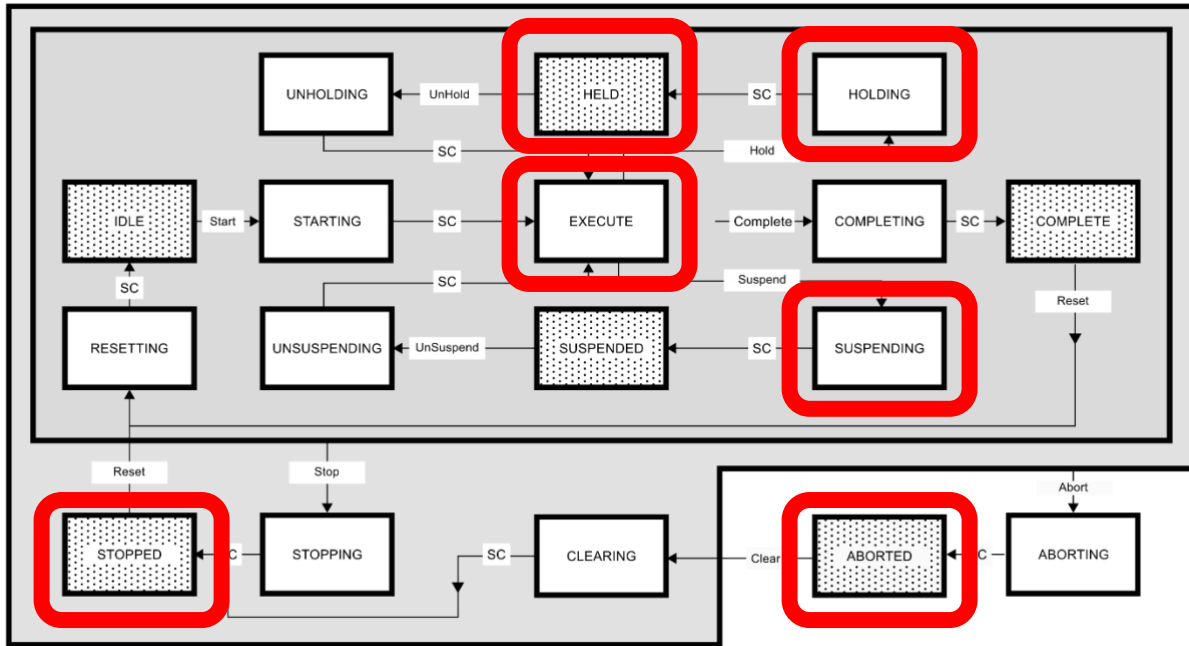 UNHOLDING
UnHold
HELD
SC
HOLDING
SC
Hold
IDLE
Start
STARTING
SC
EXECUTE
Complete
COMPLETING
SC
COMPLETE
SC
SC
Suspend
Reset
RESETTING
UNSUSPENDING
UnSuspend
SUSPENDED
SC
SUSPENDING
Reset
Stop
Abort
STOPPED
C
STOPPING
SC
CLEARING
Clear
ABORTED
C
ABORTING